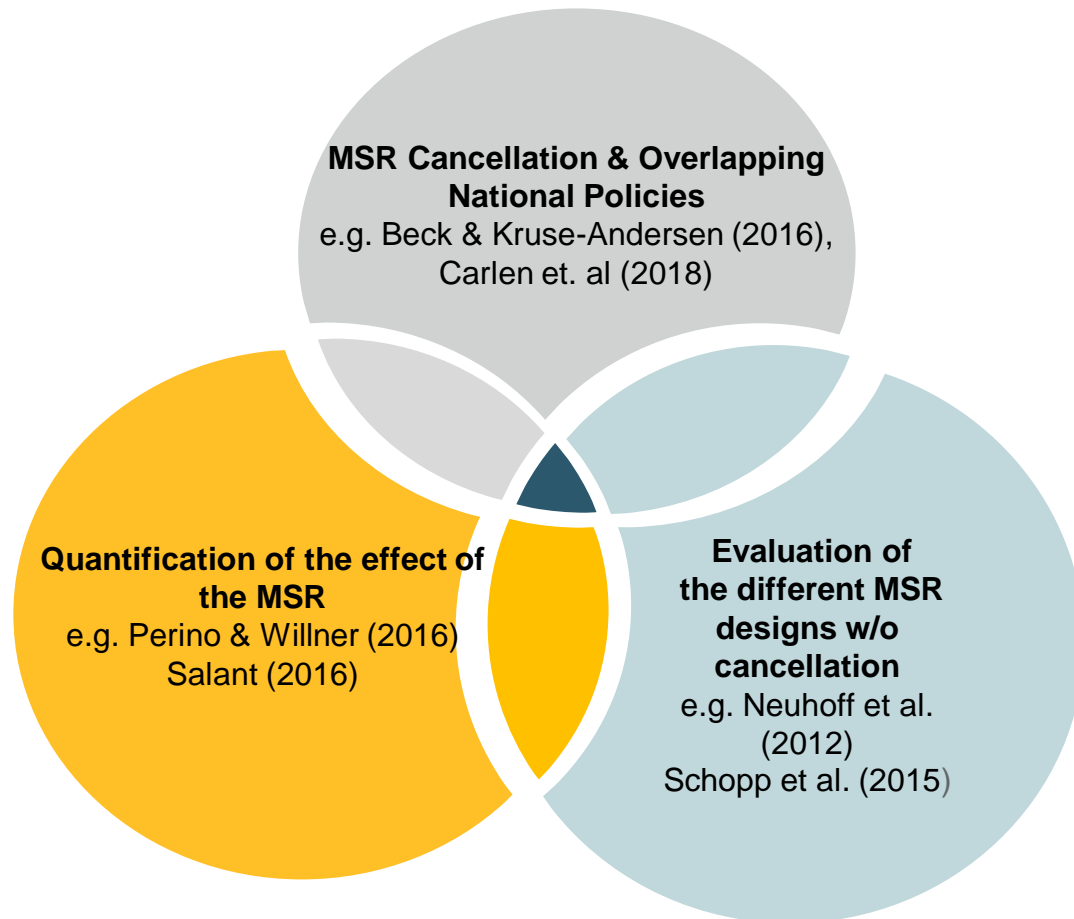 MSR Cancellation & Overlapping
National Policies
e.g. Beck & Kruse-Andersen (2016),
Carlen et. al (2018)
Quantification of the effect of
the MSR
e.g. Perino & Willner (2016)
Salant (2016)
Evaluation of
the different MSR
designs w/o
cancellation
e.g. Neuhoff et al.
(2012)
Schopp et al. (2015)